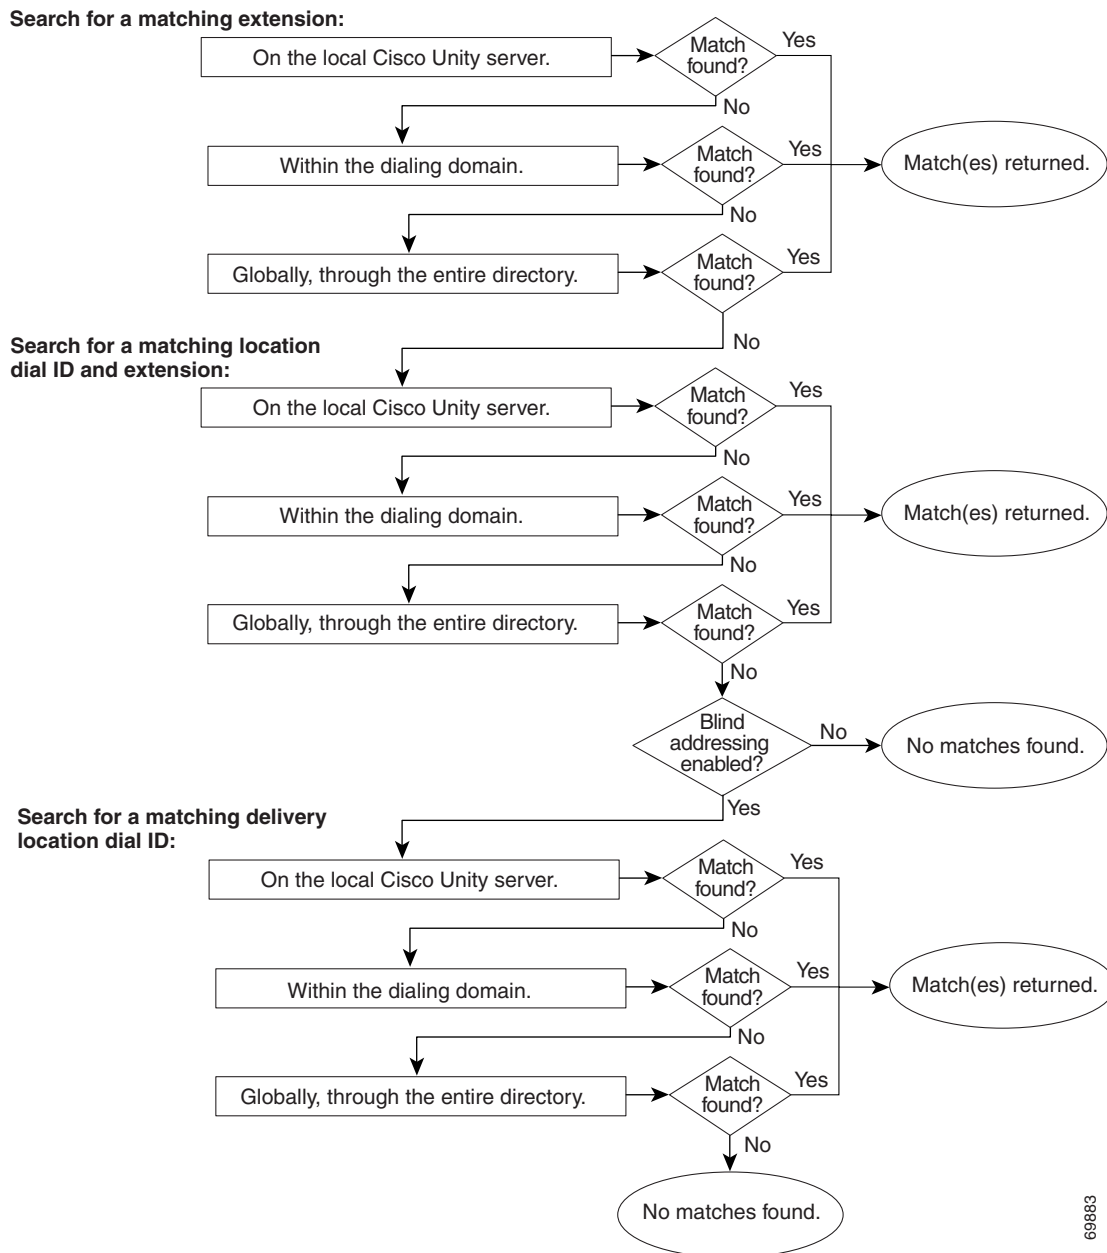 Search for a matching extension:
On the local Cisco Unity server.
Match
found?
Yes
No
Within the dialing domain.
Match
found?
Yes
Match(es) returned.
No
Globally, through the entire directory.
Match
found?
Yes
No
Search for a matching location
dial ID and extension:
On the local Cisco Unity server.
Match
found?
Yes
No
Within the dialing domain.
Match
found?
Yes
Match(es) returned.
No
Globally, through the entire directory.
Match
found?
Yes
No
Blind
addressing
enabled?
No
No matches found.
Yes
Search for a matching delivery
location dial ID:
On the local Cisco Unity server.
Match
found?
Yes
No
Within the dialing domain.
Match
found?
Yes
Match(es) returned.
No
Globally, through the entire directory.
Match
found?
Yes
No
No matches found.
69883